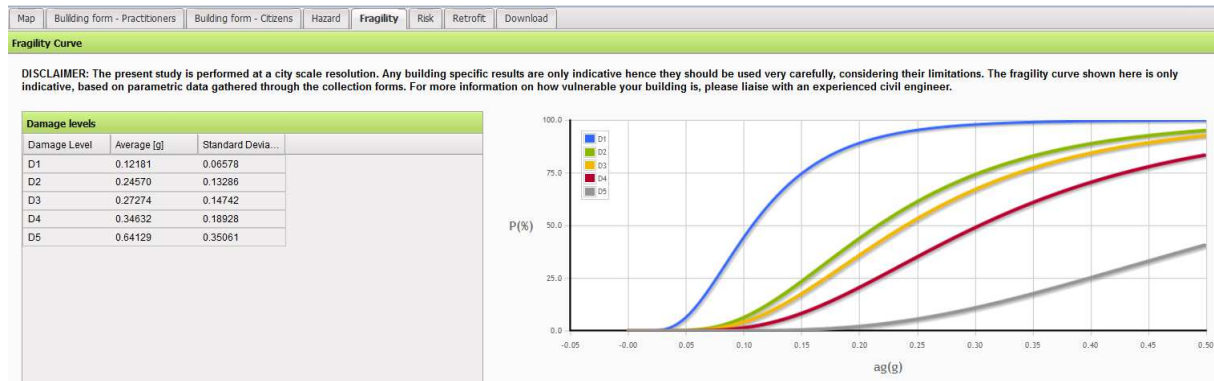 Map Building form - Practitioners Building form - Citizens Hazard Fragility Risk Retrofit Download
Fragility Curve
DISCLAIMER: The present study is performed at a city scale resolution. Any building specific results are only indicative hence they should be used very carefully, considering their limitations. The fragility curve shown here is only
indicative, based on parametric data gathered through the collection forms. For more information on how vulnerable your building is, please liaise with an experienced civil engineer.
Damage levels
Damage Level Average [g] Standard Devia...
D1 0.12181 0.06578
D2 0.24570 0.13286
D3 0.27274 0.14742
D4 0.34632 0.18928
D5 0.64129 0.35061
100.0
75.0
P(%)
50.0
25.0
0.0
D1
D2
D3
D4
D5
-0.05 -0.00 0.05 0.10 0.15 0.20 0.25 0.30 0.35 0.40 0.45 0.50
ag(g)